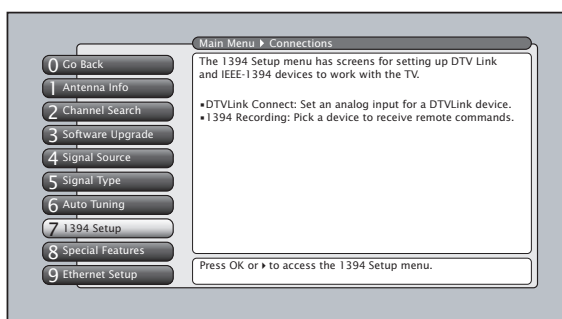 Main Menu ▸ Connections
0 Go Back
1 Antenna Info
2 Channel Search
3 Software Upgrade
4 Signal Source
5 Signal Type
6 Auto Tuning
7 1394 Setup
8 Special Features
9 Ethernet Setup
The 1394 Setup menu has screens for setting up DTV Link
and IEEE-1394 devices to work with the TV.
▪DTVLink Connect: Set an analog input for a DTVLink device.
▪1394 Recording: Pick a device to receive remote commands.
Press OK or ▸ to access the 1394 Setup menu.